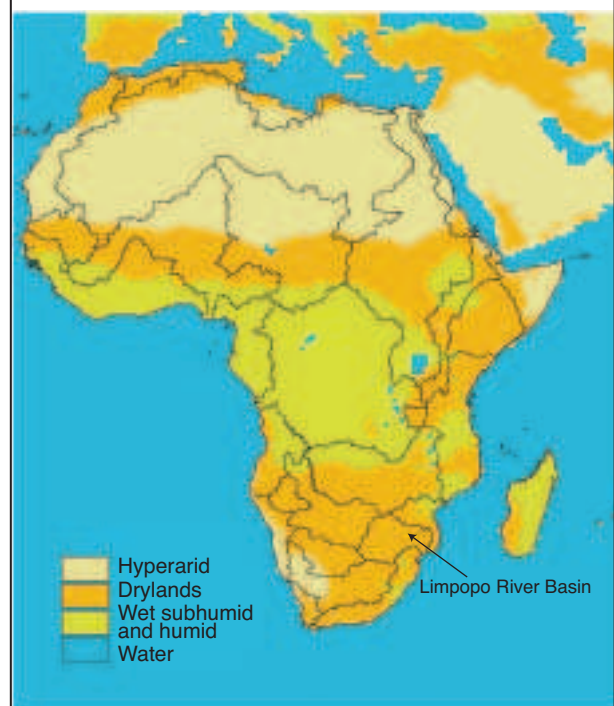 Hyperarid
Drylands
Wet subhumid
and humid
Water
Limpopo River Basin